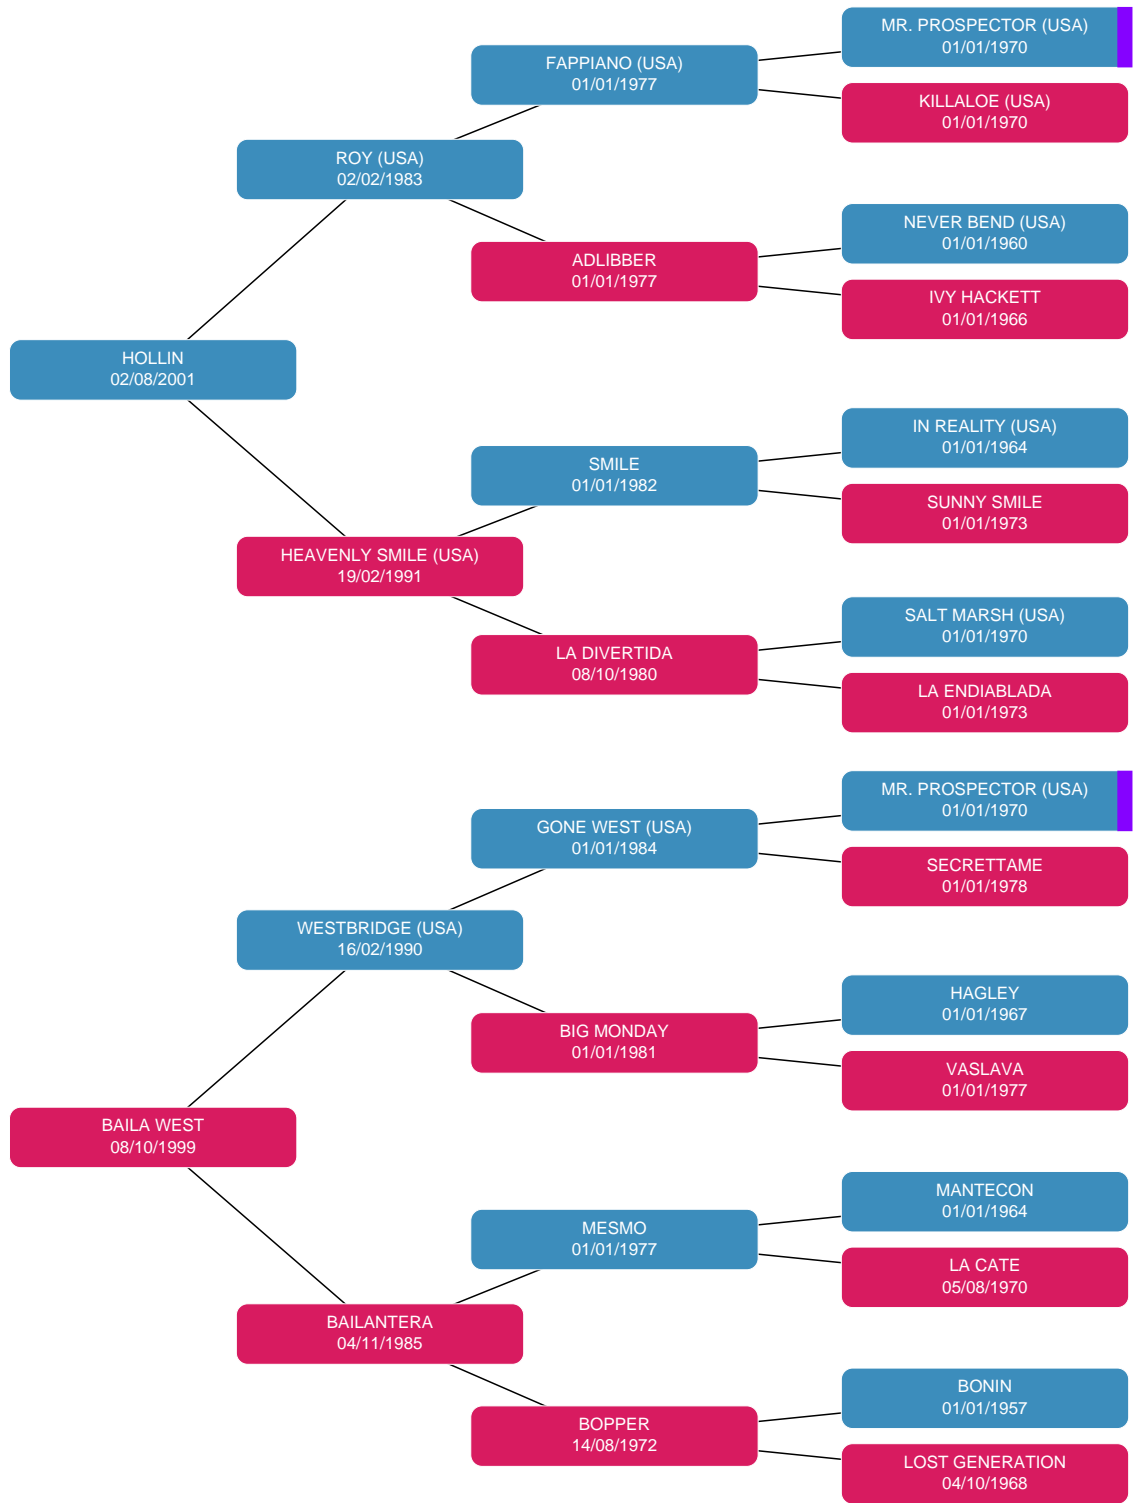 MR. PROSPECTOR (USA)
01/01/1970
FAPPIANO (USA)
01/01/1977
KILLALOE (USA)
01/01/1970
ROY (USA)
02/02/1983
NEVER BEND (USA)
01/01/1960
ADLIBBER
01/01/1977
IVY HACKETT
01/01/1966
HOLLIN
02/08/2001
IN REALITY (USA)
01/01/1964
SMILE
01/01/1982
SUNNY SMILE
01/01/1973
HEAVENLY SMILE (USA)
19/02/1991
SALT MARSH (USA)
01/01/1970
LA DIVERTIDA
08/10/1980
LA ENDIABLADA
01/01/1973
MR. PROSPECTOR (USA)
01/01/1970
GONE WEST (USA)
01/01/1984
SECRETTAME
01/01/1978
WESTBRIDGE (USA)
16/02/1990
HAGLEY
01/01/1967
BIG MONDAY
01/01/1981
VASLAVA
01/01/1977
BAILA WEST
08/10/1999
MANTECON
01/01/1964
MESMO
01/01/1977
LA CATE
05/08/1970
BAILANTERA
04/11/1985
BONIN
01/01/1957
BOPPER
14/08/1972
LOST GENERATION
04/10/1968